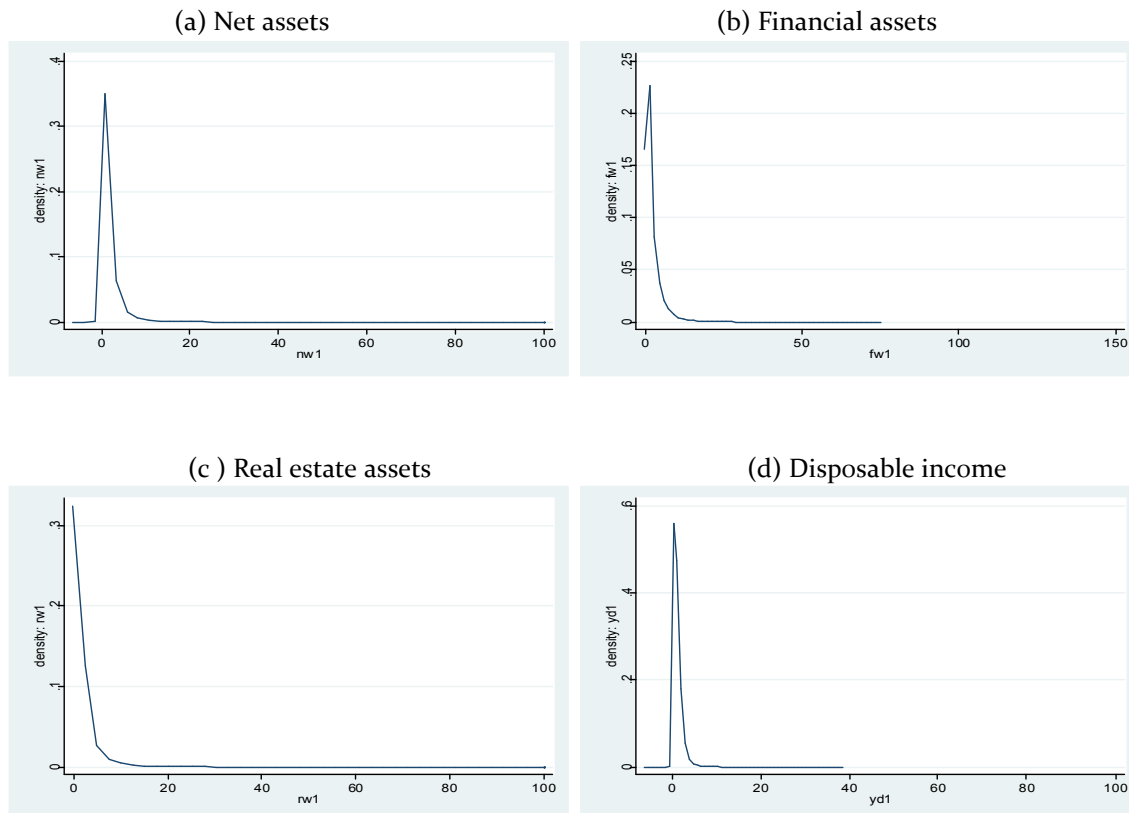 (a) Net assets
density: nw1
.4
.3
.2
.1
0
0 20 40 60 80 100
nw1
(b) Financial assets
density: fw1
.25
.2
.15
.1
.05
0
0 50 100 150
fw1
(c ) Real estate assets
density: rw1
.3
.2
.1
0
0 20 40 60 80 100
rw1
(d) Disposable income
density: yd1
.6
.4
.2
0
0 20 40 60 80 100
yd1